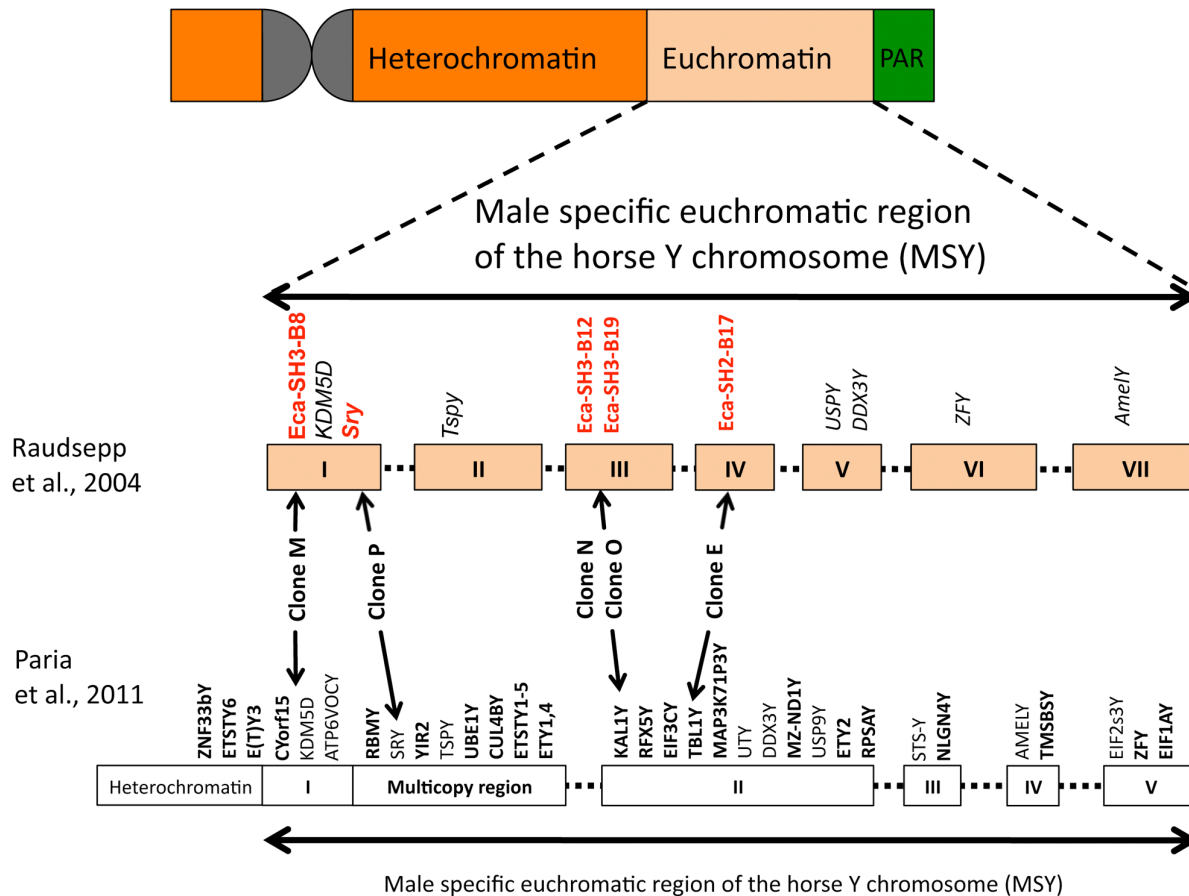 Heterochromatin
Euchromatin
PAR
Male specific euchromatic region
of the horse Y chromosome (MSY)
Eca-SH3-B8
KDM5D
Sry
Tspy
Eca-SH3-B12
Eca-SH3-B19
Eca-SH2-B17
USPY
DDX3Y
ZFY
AmelY
Raudsepp
et al., 2004
I
II
III
IV
V
VI
VII
Clone M
Clone P
Clone N
Clone O
Clone E
Paria
et al., 2011
ZNF33bY
ETSTY6
E(T)Y3
CYorf15
KDM5D
ATP6VOCY
RBMY
SRY
YIR2
TSPY
UBE1Y
CUL4BY
ETSTY1-5
ETY1,4
KAL1Y
RFX5Y
EIF3CY
TBL1Y
MAP3K71P3Y
UTY
DDX3Y
MZ-ND1Y
USP9Y
ETY2
RPSAY
STS-Y
NLGN4Y
AMELY
TMSBSY
EIF2s3Y
ZFY
EIF1AY
Heterochromatin
I
Multicopy region
II
III
IV
V
Male specific euchromatic region of the horse Y chromosome (MSY)